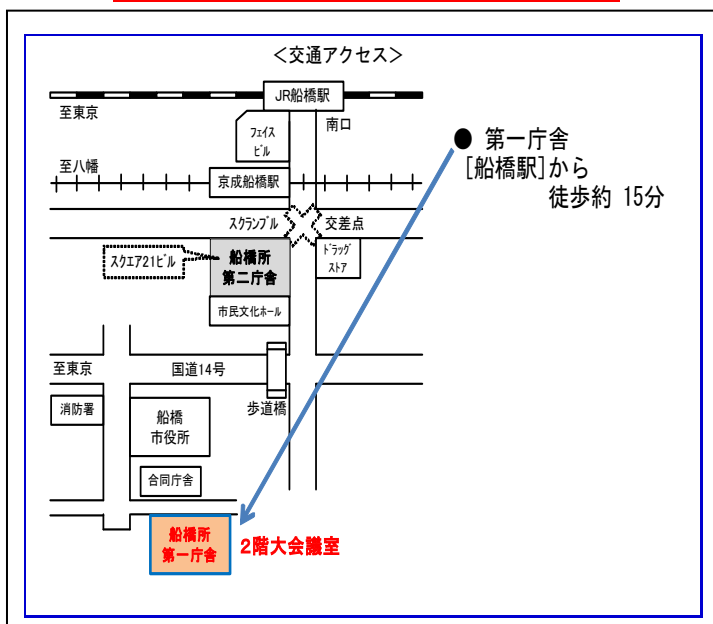 ＜交通アクセス＞
JR船橋駅
至東京
フェイス
ビル
南口
● 第一庁舎
[船橋駅]から
徒歩約 15分
至八幡
京成船橋駅
スクランブル
交差点
スクエア21ビル
船橋所
第二庁舎
ドラッグ
ストア
市民文化ホール
至東京
国道14号
消防署
船橋
市役所
歩道橋
合同庁舎
船橋所
第一庁舎
2階大会議室